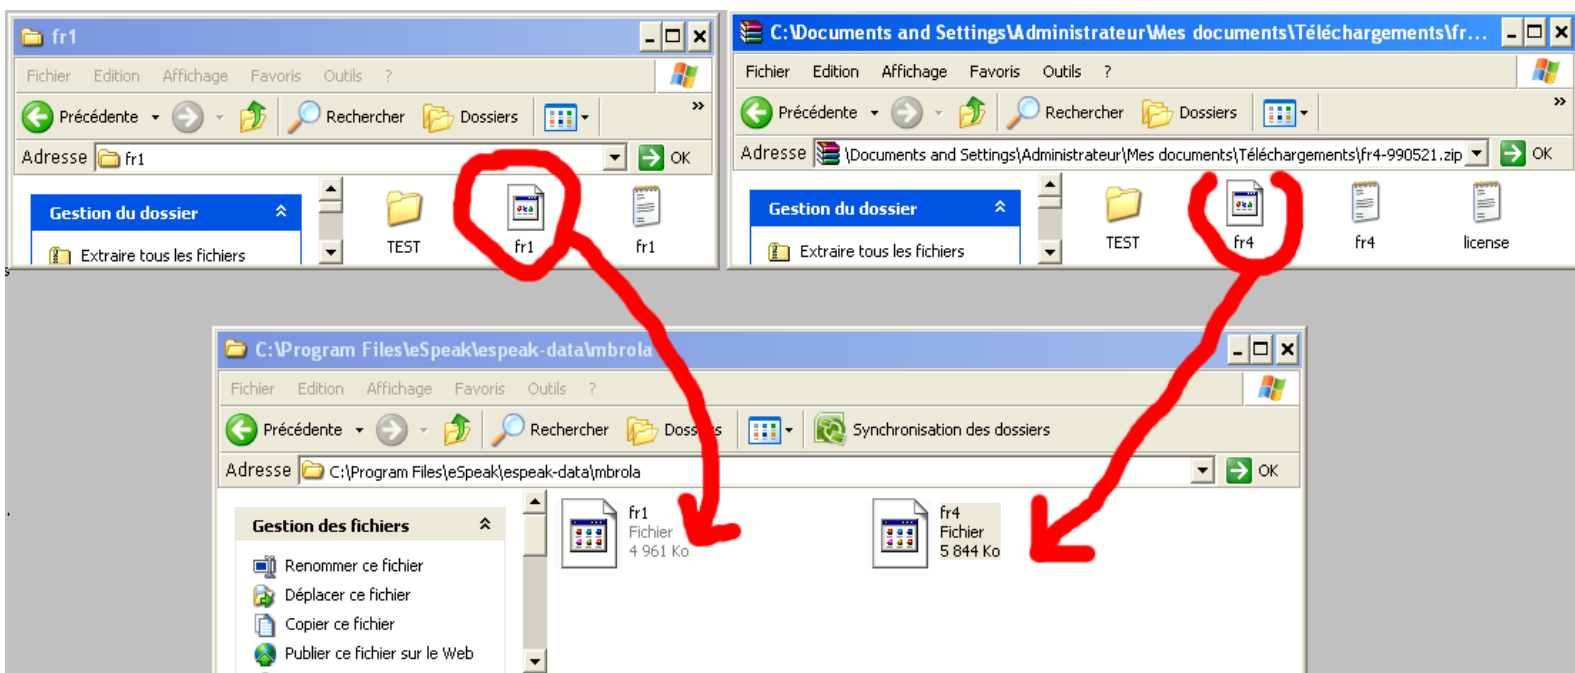 fr1
Fichier Edition Affichage Favoris Outils ?
Précédente Rechercher Dossiers »
Adresse fr1 OK
Gestion du dossier
Extraire tous les fichiers
TEST fr1 fr1
C:\Documents and Settings\Administrateur\Mes documents\Téléchargements\fr...
Fichier Edition Affichage Favoris Outils ?
Précédente Rechercher Dossiers »
Adresse \Documents and Settings\Administrateur\Mes documents\Téléchargements\fr4-990521.zip OK
Gestion du dossier
Extraire tous les fichiers
TEST fr4 fr4 license
s
C:\Program Files\eSpeak\espeak-data\mbrola
Fichier Edition Affichage Favoris Outils ?
Précédente Rechercher Dossiers Synchronisation des dossiers
Adresse C:\Program Files\eSpeak\espeak-data\mbrola OK
Gestion des fichiers
Renommer ce fichier
Déplacer ce fichier
Copier ce fichier
Publier ce fichier sur le Web
fr1
Fichier
4 961 Ko
fr4
Fichier
5 844 Ko
.